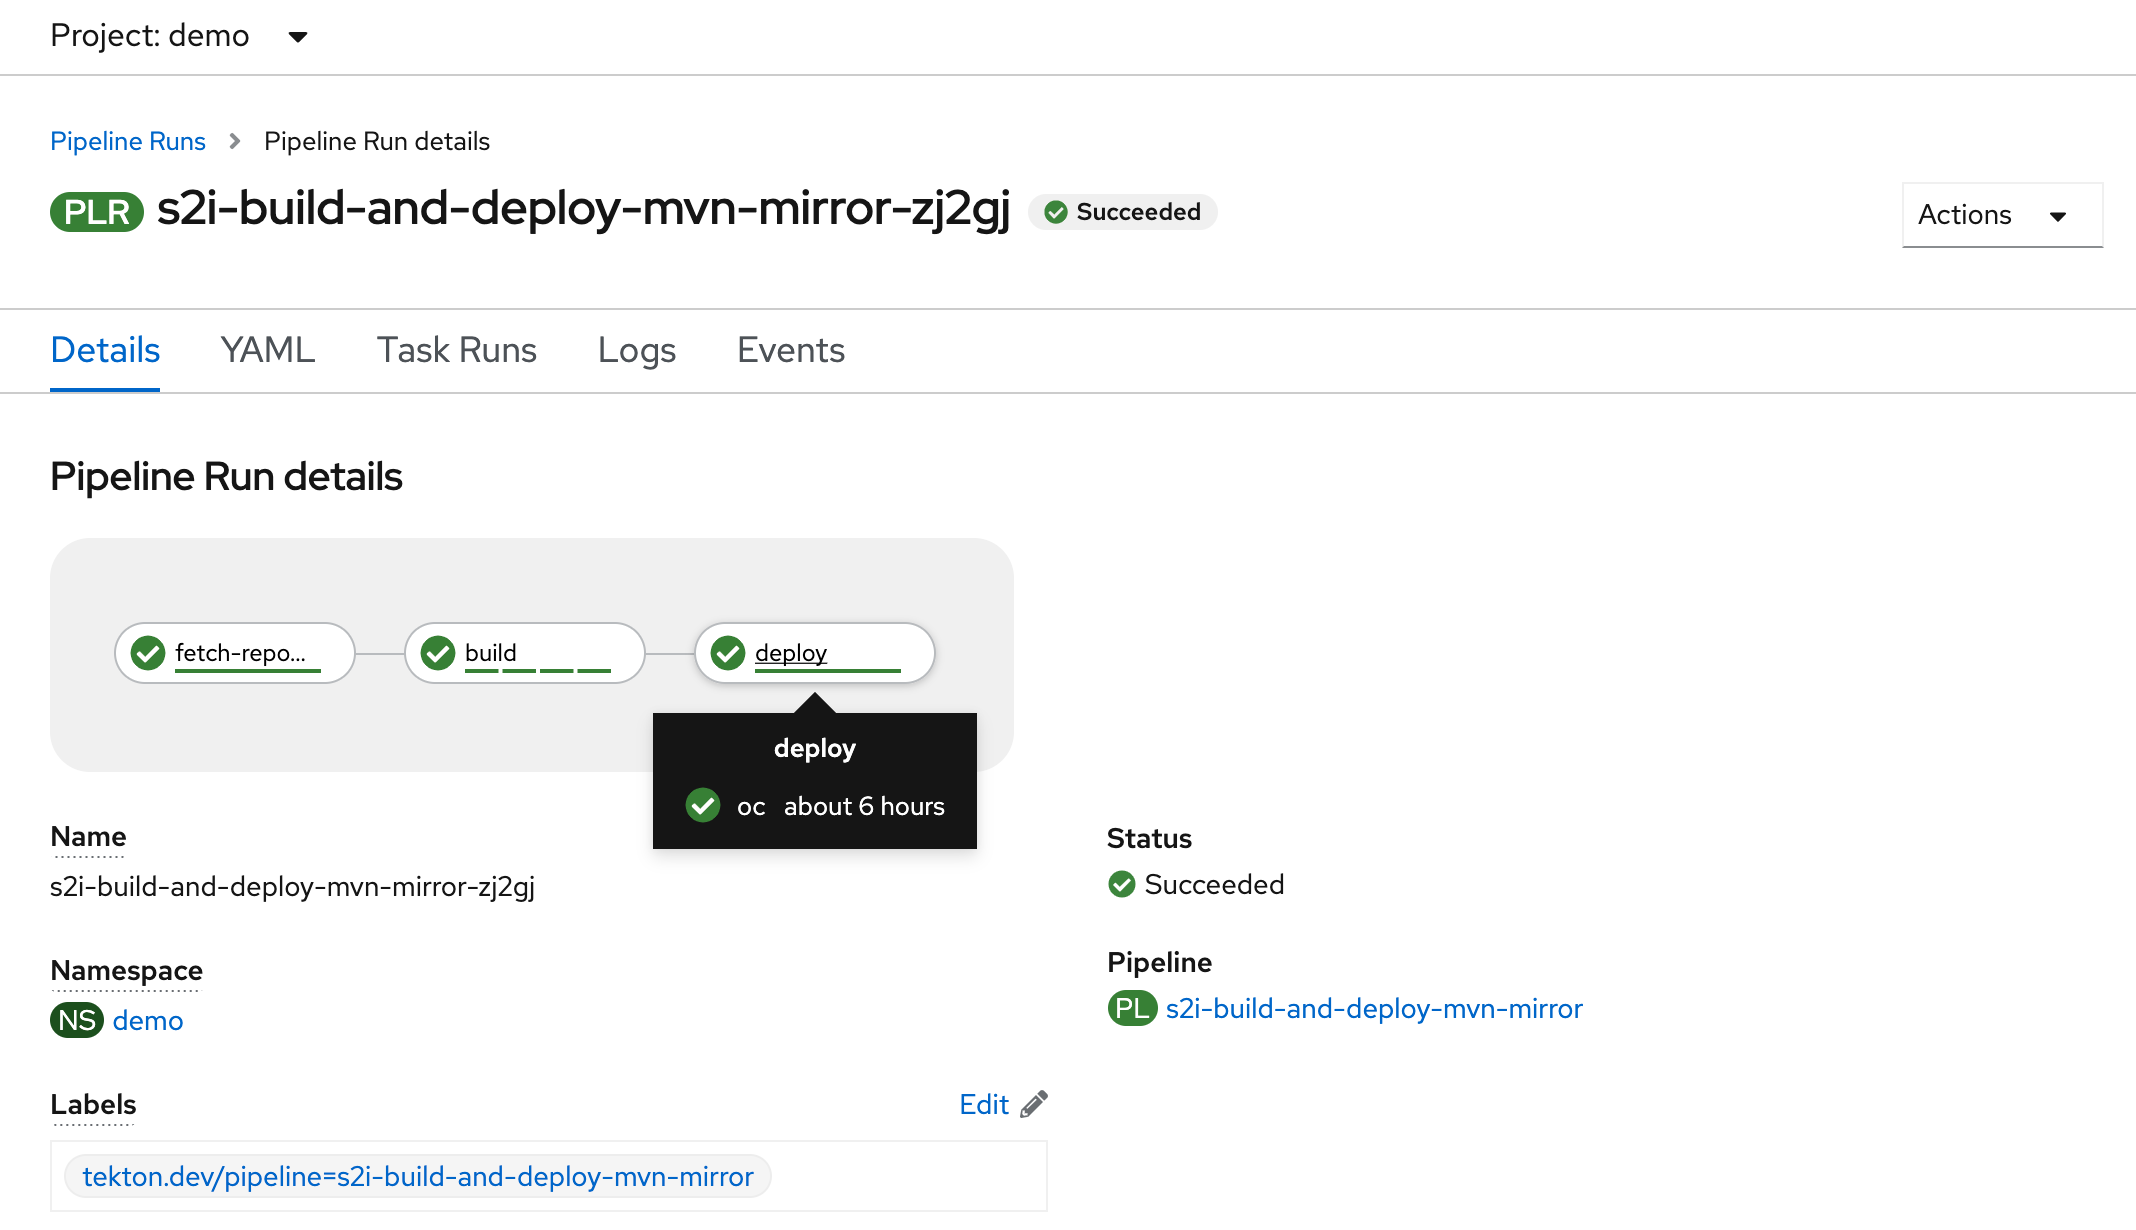 Project: demo
Pipeline Runs
Pipeline Run details
PLR s2i-build-and-deploy-mvn-mirror-zj2gj
Succeeded
Actions
Details
YAML
Task Runs
Logs
Events
Pipeline Run details
fetch-repo...
build
deploy
deploy
oc about 6 hours
Name
s2i-build-and-deploy-mvn-mirror-zj2gj
Namespace
NS demo
Labels
Edit
tekton.dev/pipeline=s2i-build-and-deploy-mvn-mirror
Status
Succeeded
Pipeline
PL s2i-build-and-deploy-mvn-mirror